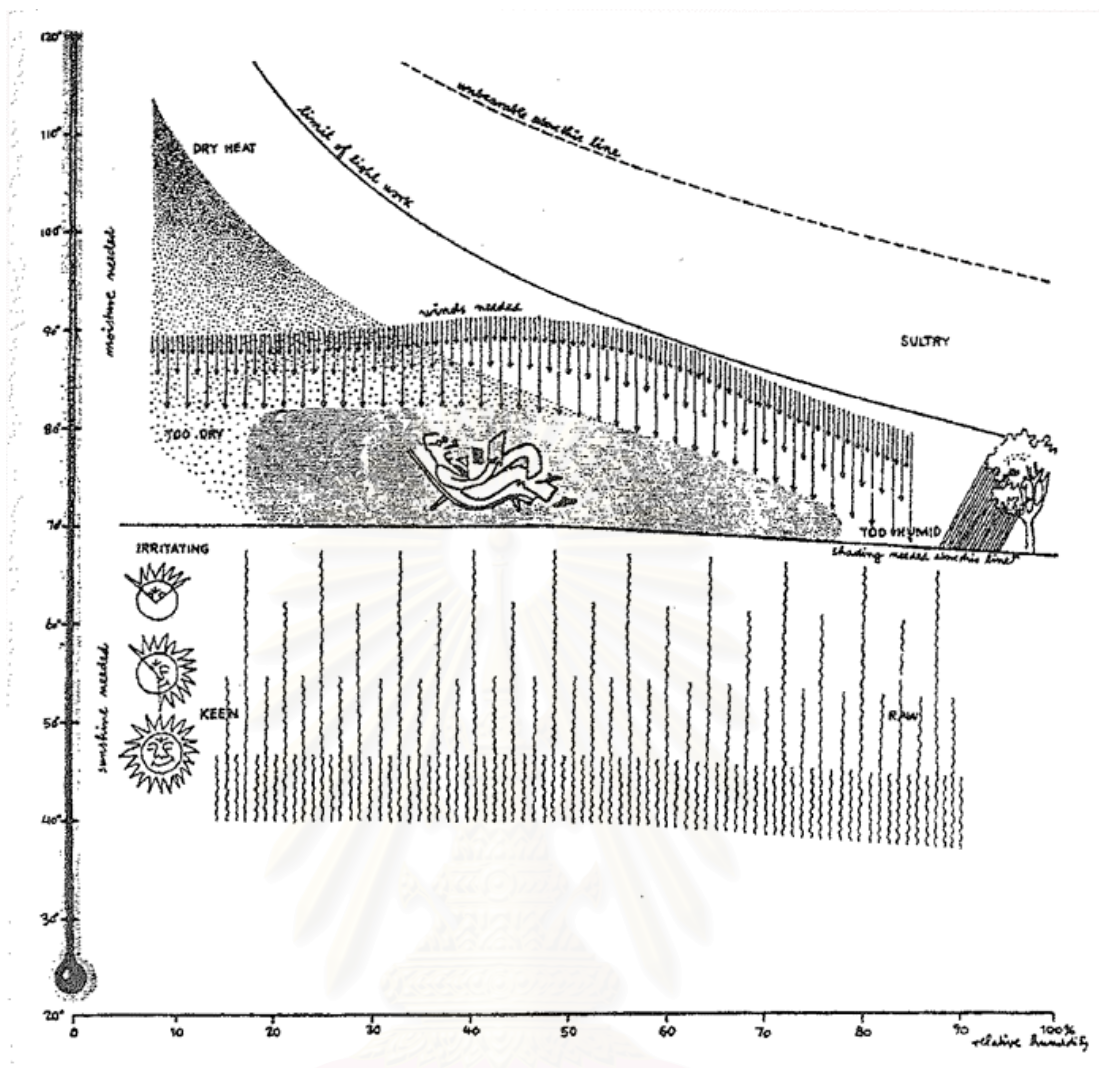 120°
110°
DRY HEAT
limit of light work
unbearable above this line
100°
moisture needed
winds needed
90°
SULTRY
80°
TOO DRY
70°
TOO HUMID
shading needed above this line
IRRITATING
60°
sunshine needed
KEEN
RAW
50°
40°
30°
20°
0 10 20 30 40 50 60 70 80 90 100%
relative humidity